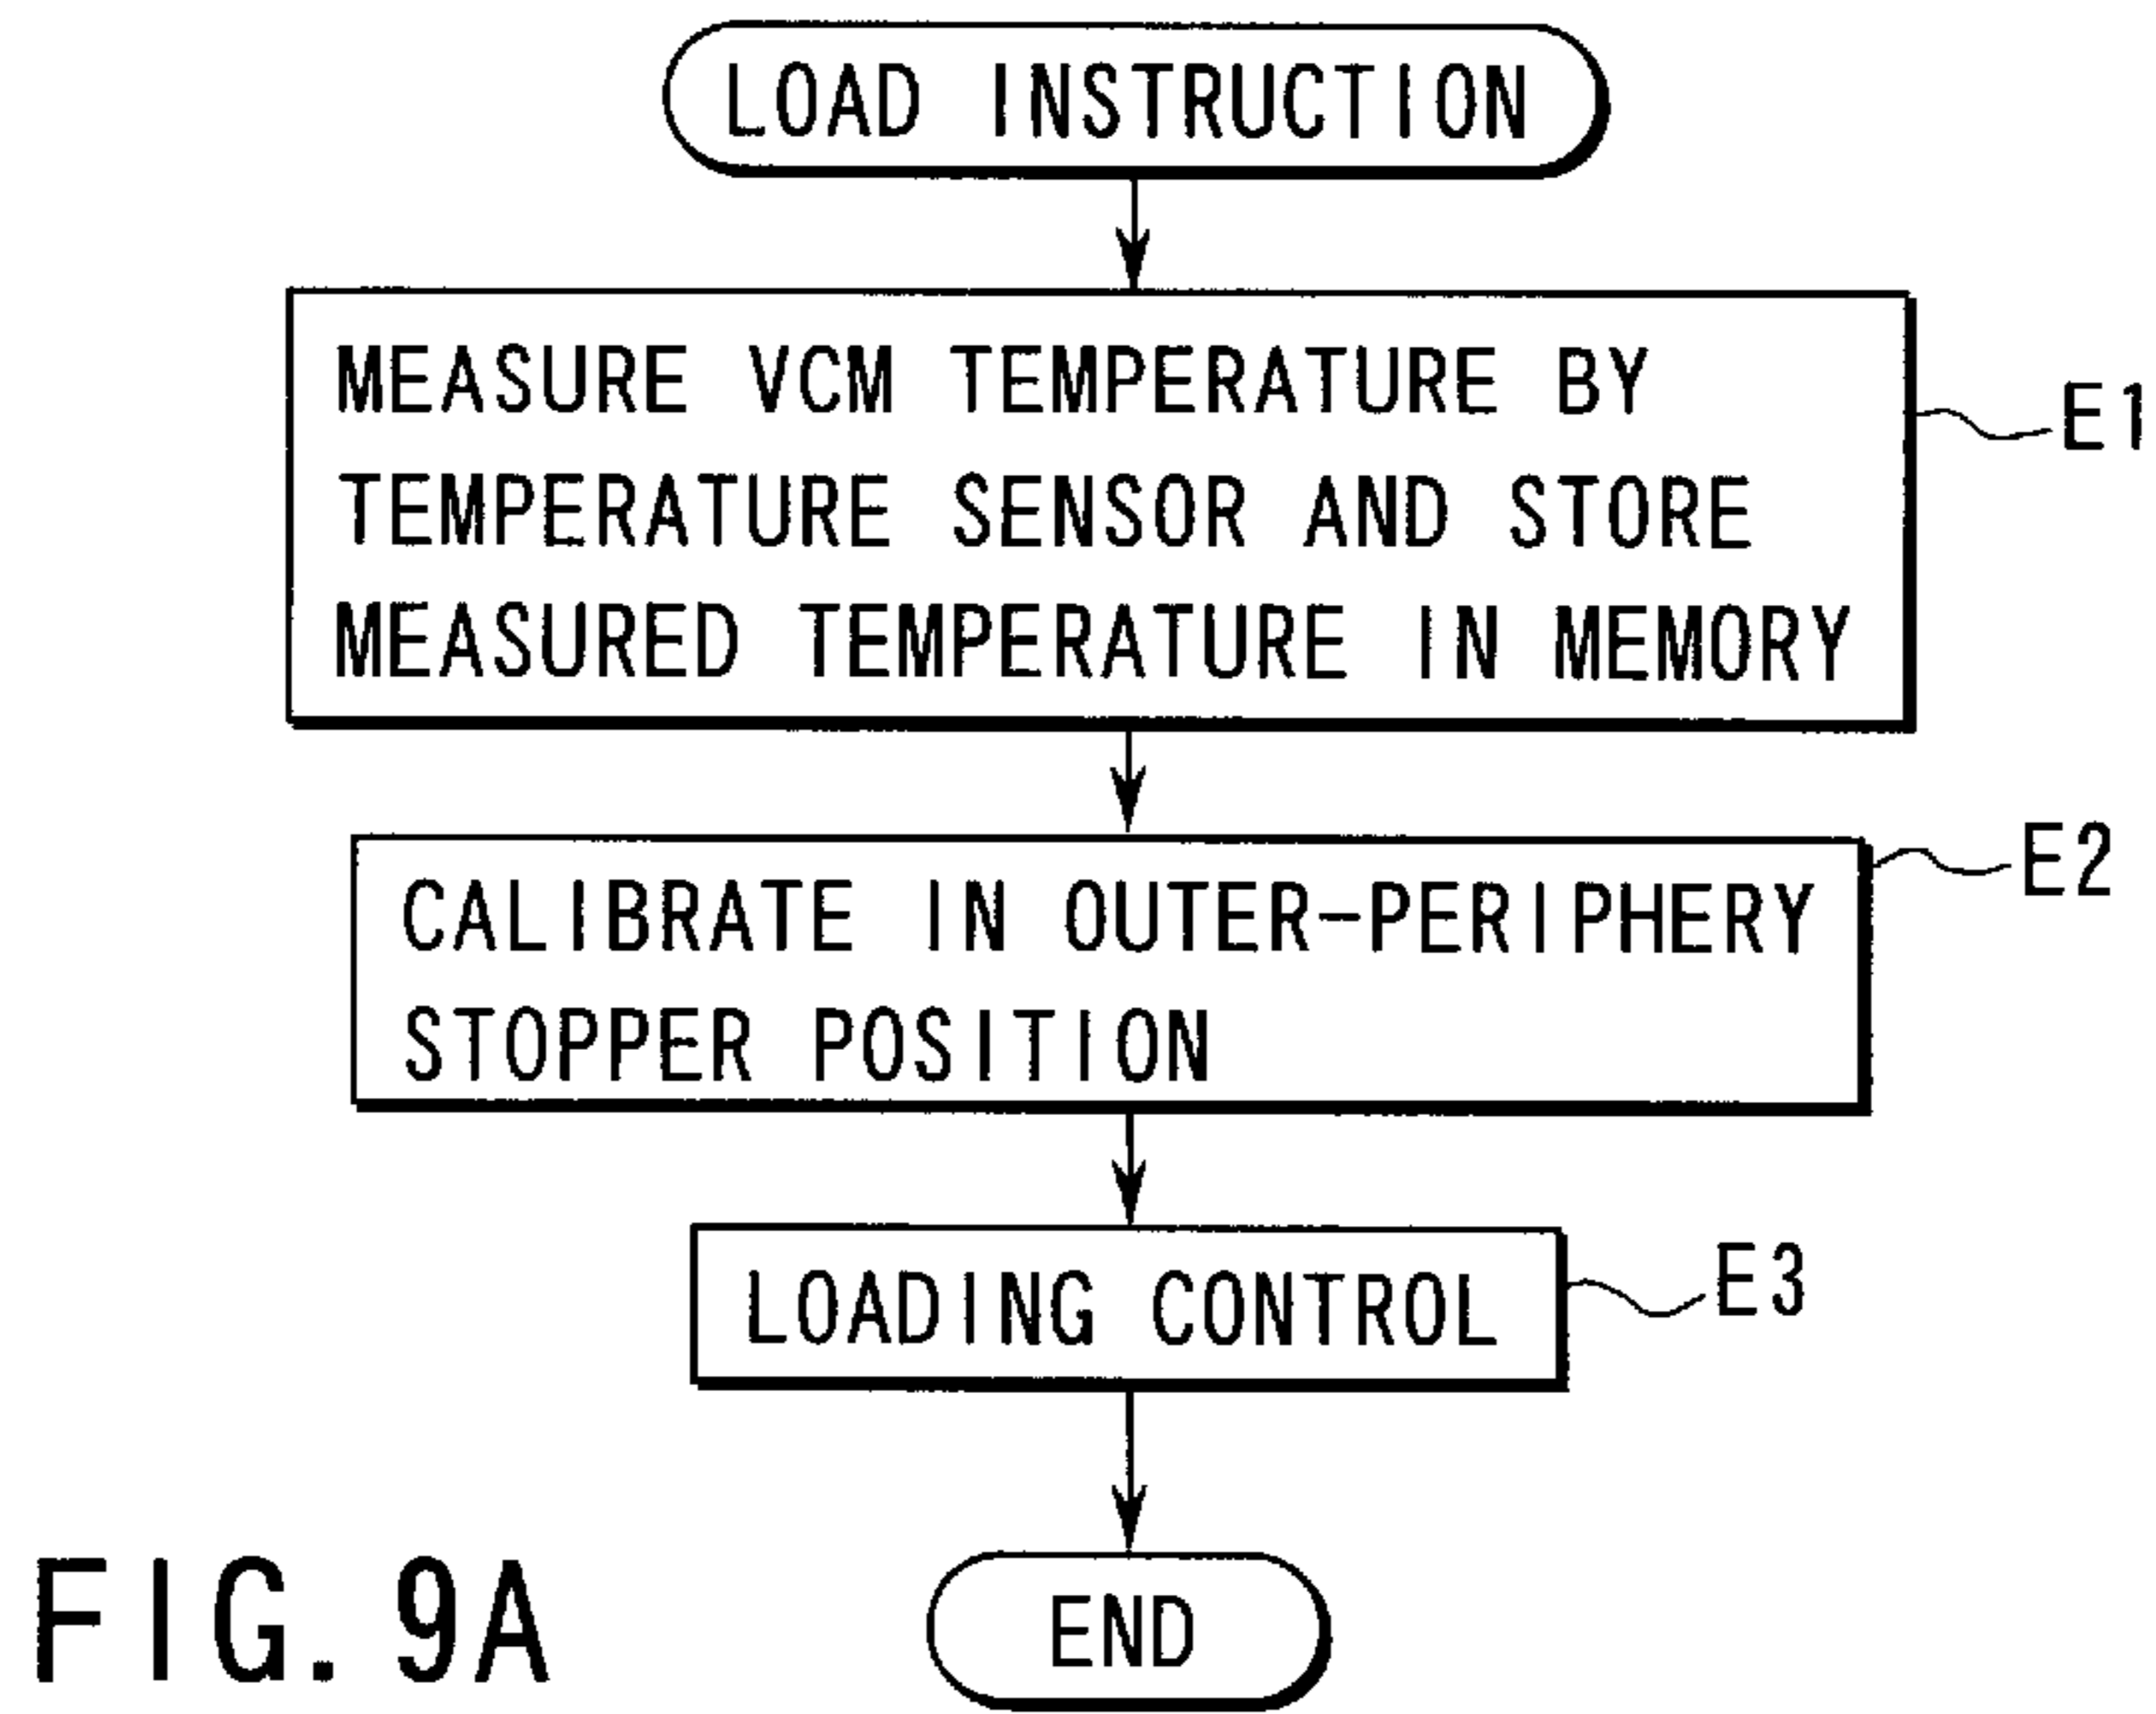 LOAD INSTRUCTION
MEASURE VCM TEMPERATURE BY
TEMPERATURE SENSOR AND STORE
MEASURED TEMPERATURE IN MEMORY
E1
CALIBRATE IN OUTER-PERIPHERY
STOPPER POSITION
E2
LOADING CONTROL
E3
END
FIG. 9A